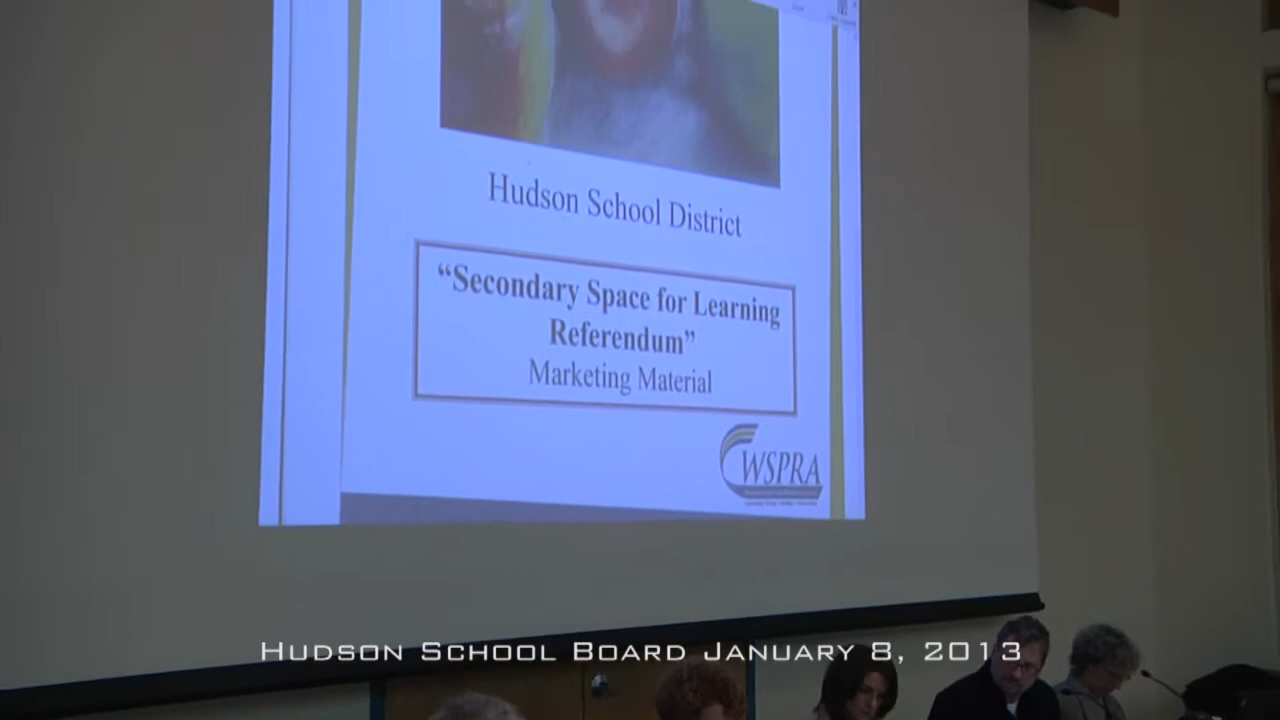 Hudson School District
“Secondary Space for Learning
Referendum”
Marketing Material
WSPRA
Hudson School Board January 8, 2013